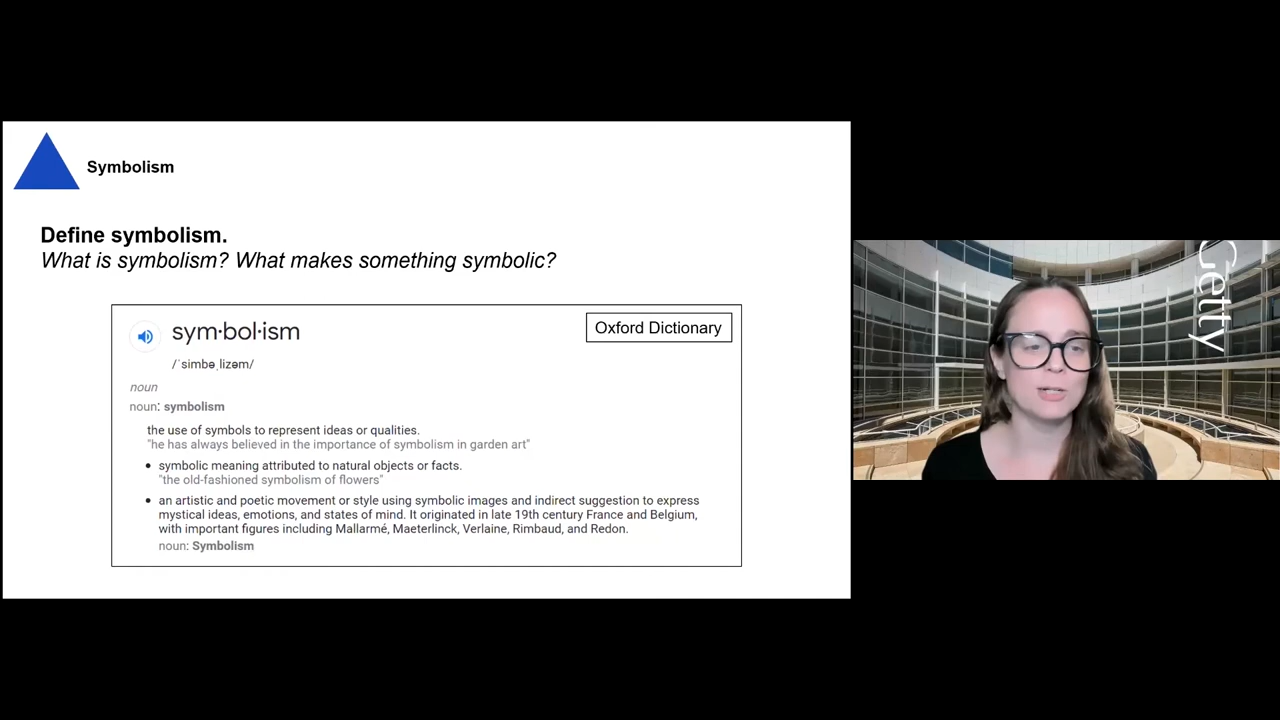 Symbolism
Define symbolism.
What is symbolism? What makes something symbolic?
sym·bol·ism
Oxford Dictionary
/ˈsimbəˌlizəm/
noun
noun: symbolism
the use of symbols to represent ideas or qualities.
"he has always believed in the importance of symbolism in garden art"
• symbolic meaning attributed to natural objects or facts.
"the old-fashioned symbolism of flowers"
• an artistic and poetic movement or style using symbolic images and indirect suggestion to express
mystical ideas, emotions, and states of mind. It originated in late 19th century France and Belgium,
with important figures including Mallarmé, Maeterlinck, Verlaine, Rimbaud, and Redon.
noun: Symbolism
Getty